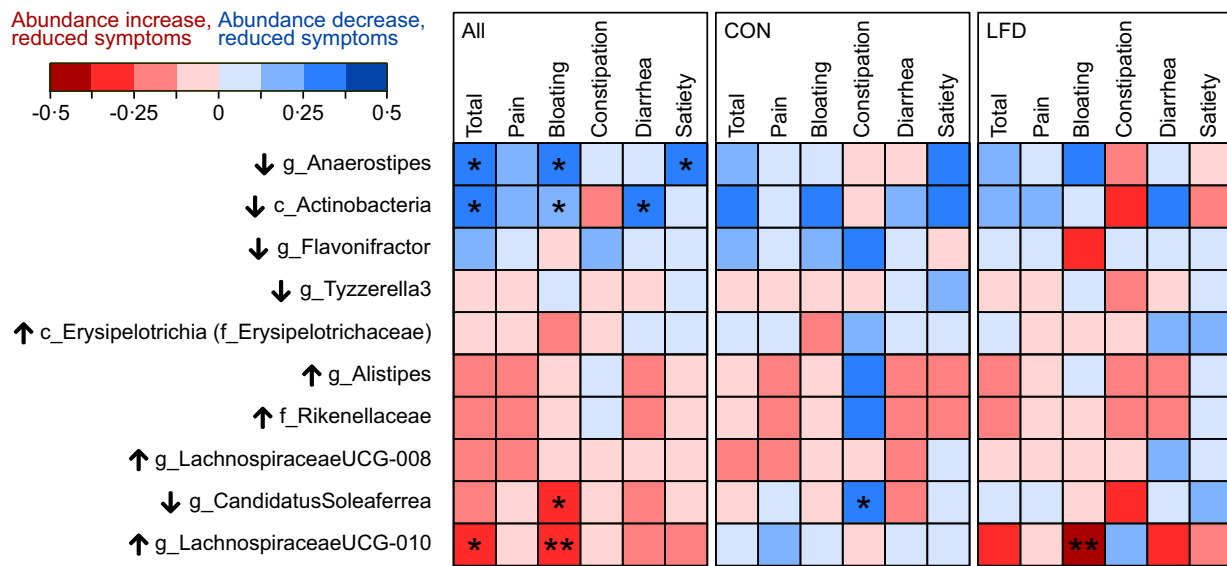 Abundance increase, Abundance decrease,
reduced symptoms reduced symptoms
-0·5 -0·25 0 0·25 0·5
All
Total Pain Bloating Constipation Diarrhea Satiety
CON
Total Pain Bloating Constipation Diarrhea Satiety
LFD
Total Pain Bloating Constipation Diarrhea Satiety
↓ g_Anaerostipes * * *
↓ c_Actinobacteria * * *
↓ g_Flavonifractor
↓ g_Tyzzerella3
↑ c_Erysipelotrichia (f_Erysipelotrichaceae)
↑ g_Alistipes
↑ f_Rikenellaceae
↑ g_LachnospiraceaeUCG-008
↓ g_CandidatusSoleaferrea * *
↑ g_LachnospiraceaeUCG-010 * ** **